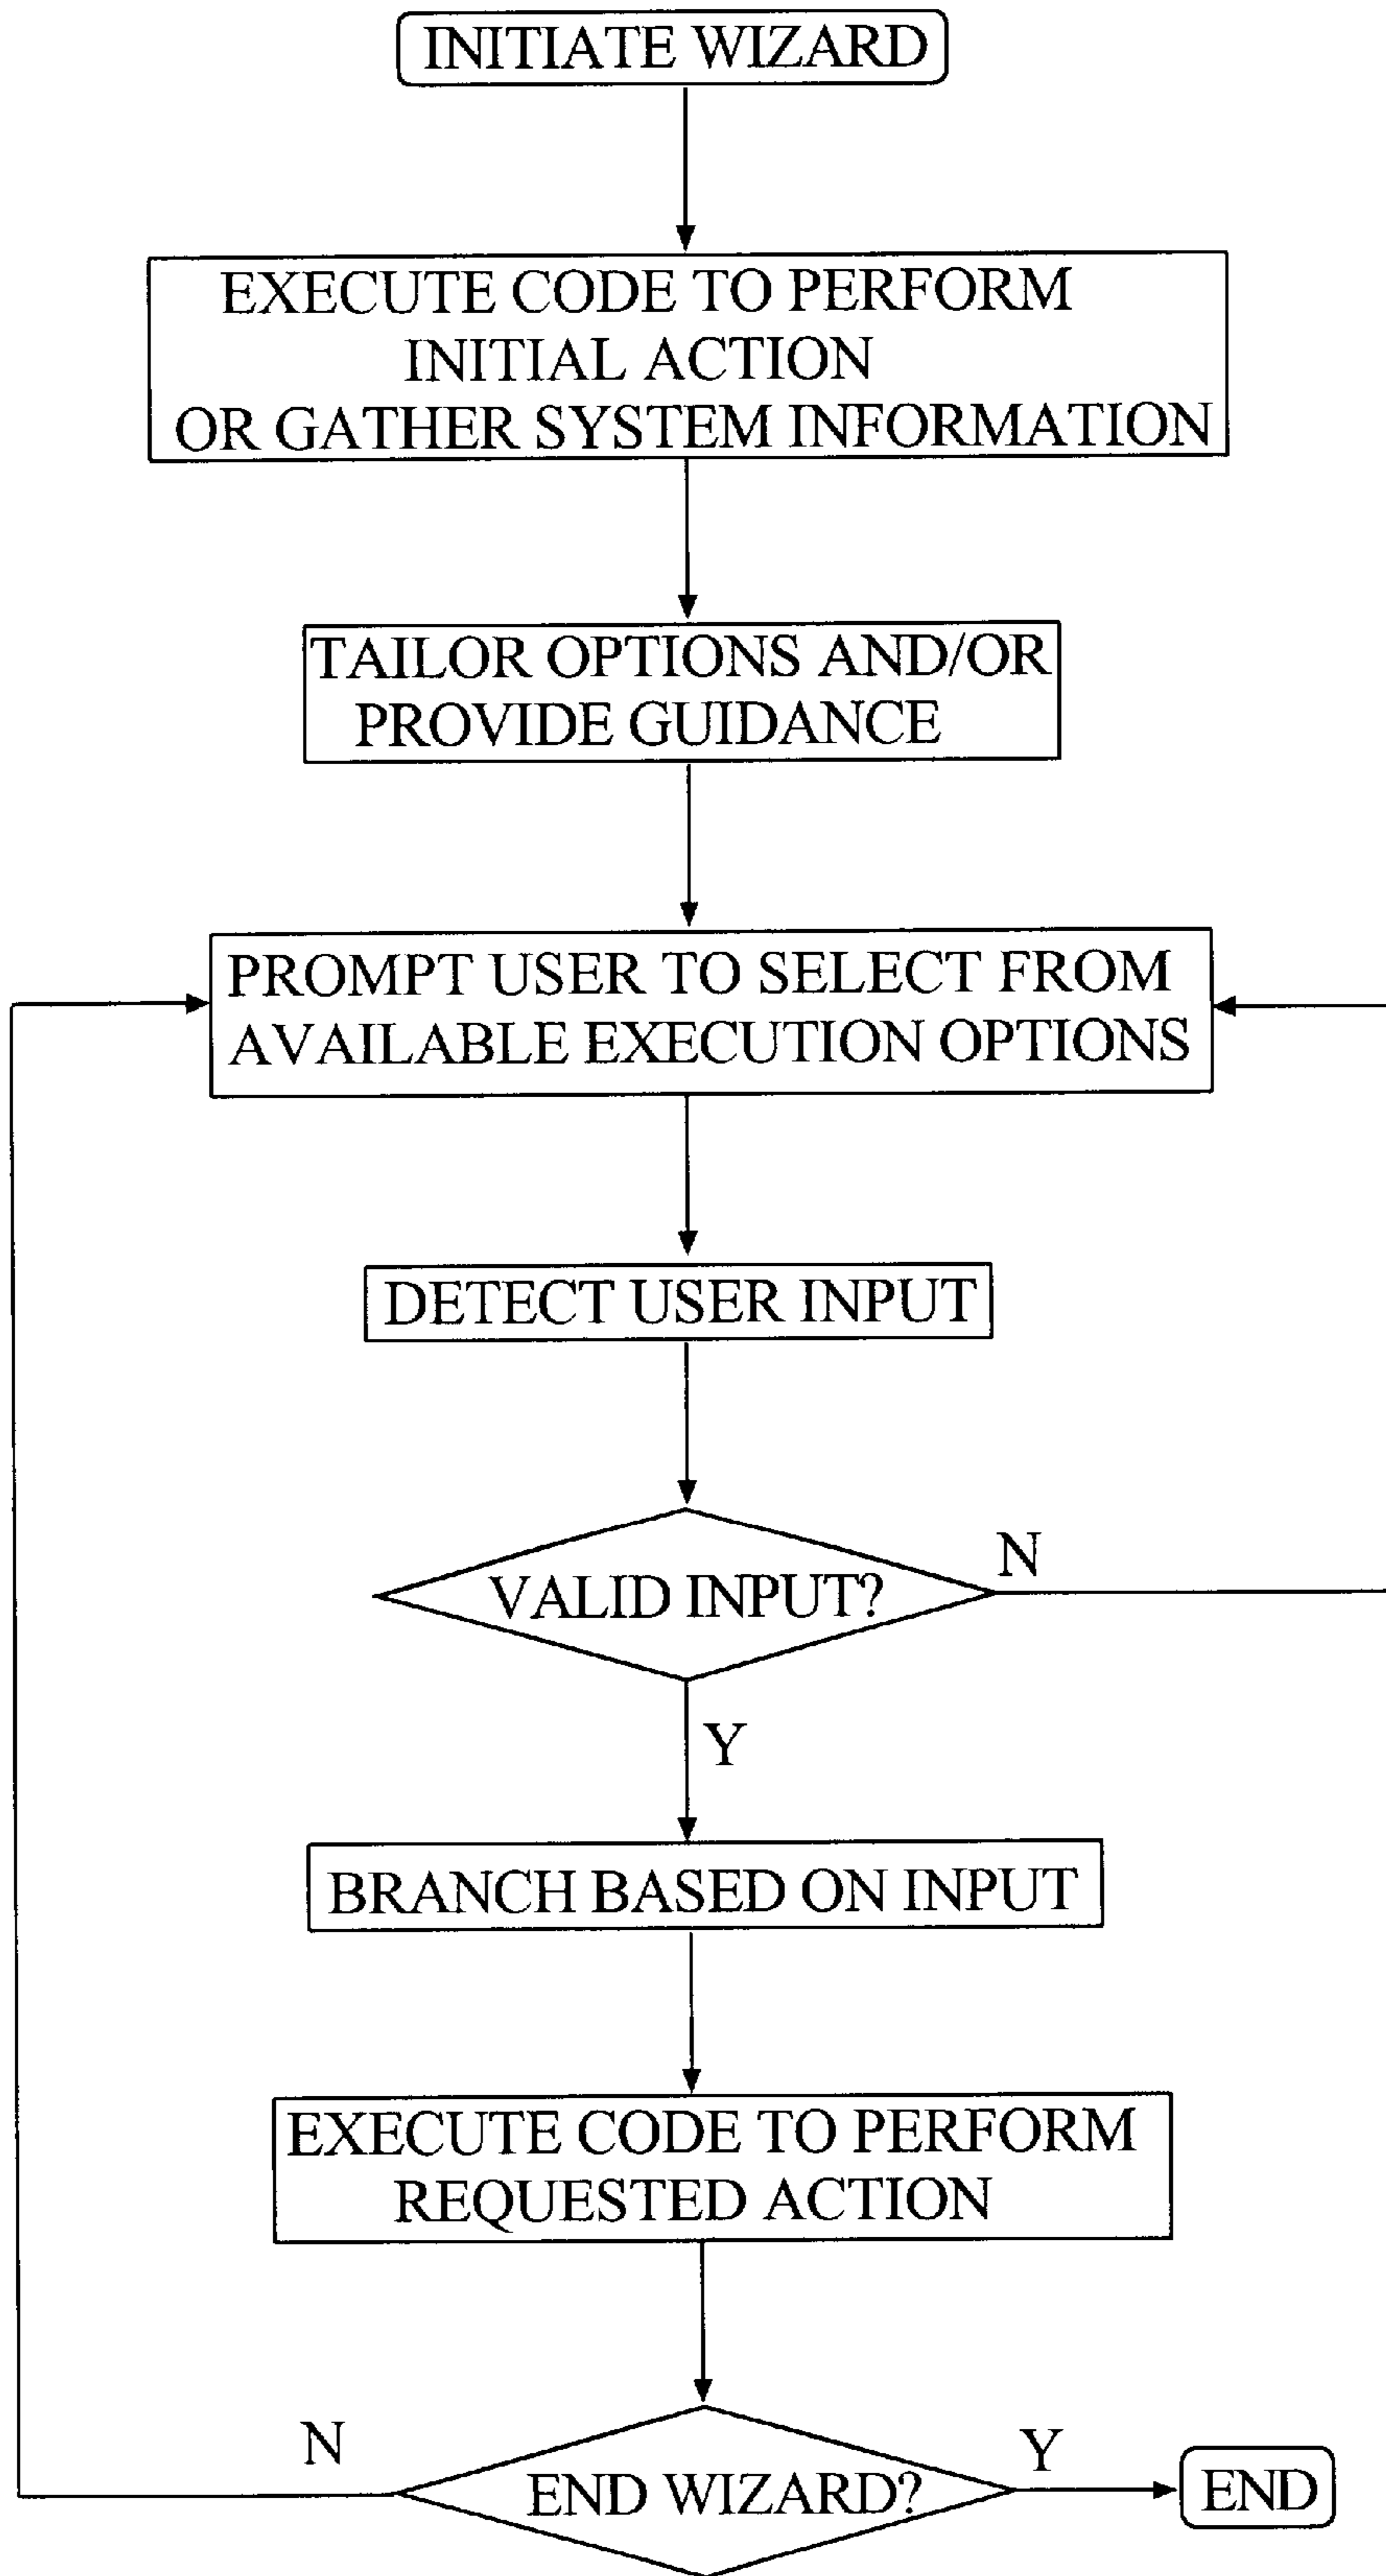 INITIATE WIZARD
EXECUTE CODE TO PERFORM
INITIAL ACTION
OR GATHER SYSTEM INFORMATION
TAILOR OPTIONS AND/OR
PROVIDE GUIDANCE
PROMPT USER TO SELECT FROM
AVAILABLE EXECUTION OPTIONS
DETECT USER INPUT
N
VALID INPUT?
Y
BRANCH BASED ON INPUT
EXECUTE CODE TO PERFORM
REQUESTED ACTION
N
Y
END WIZARD?
END